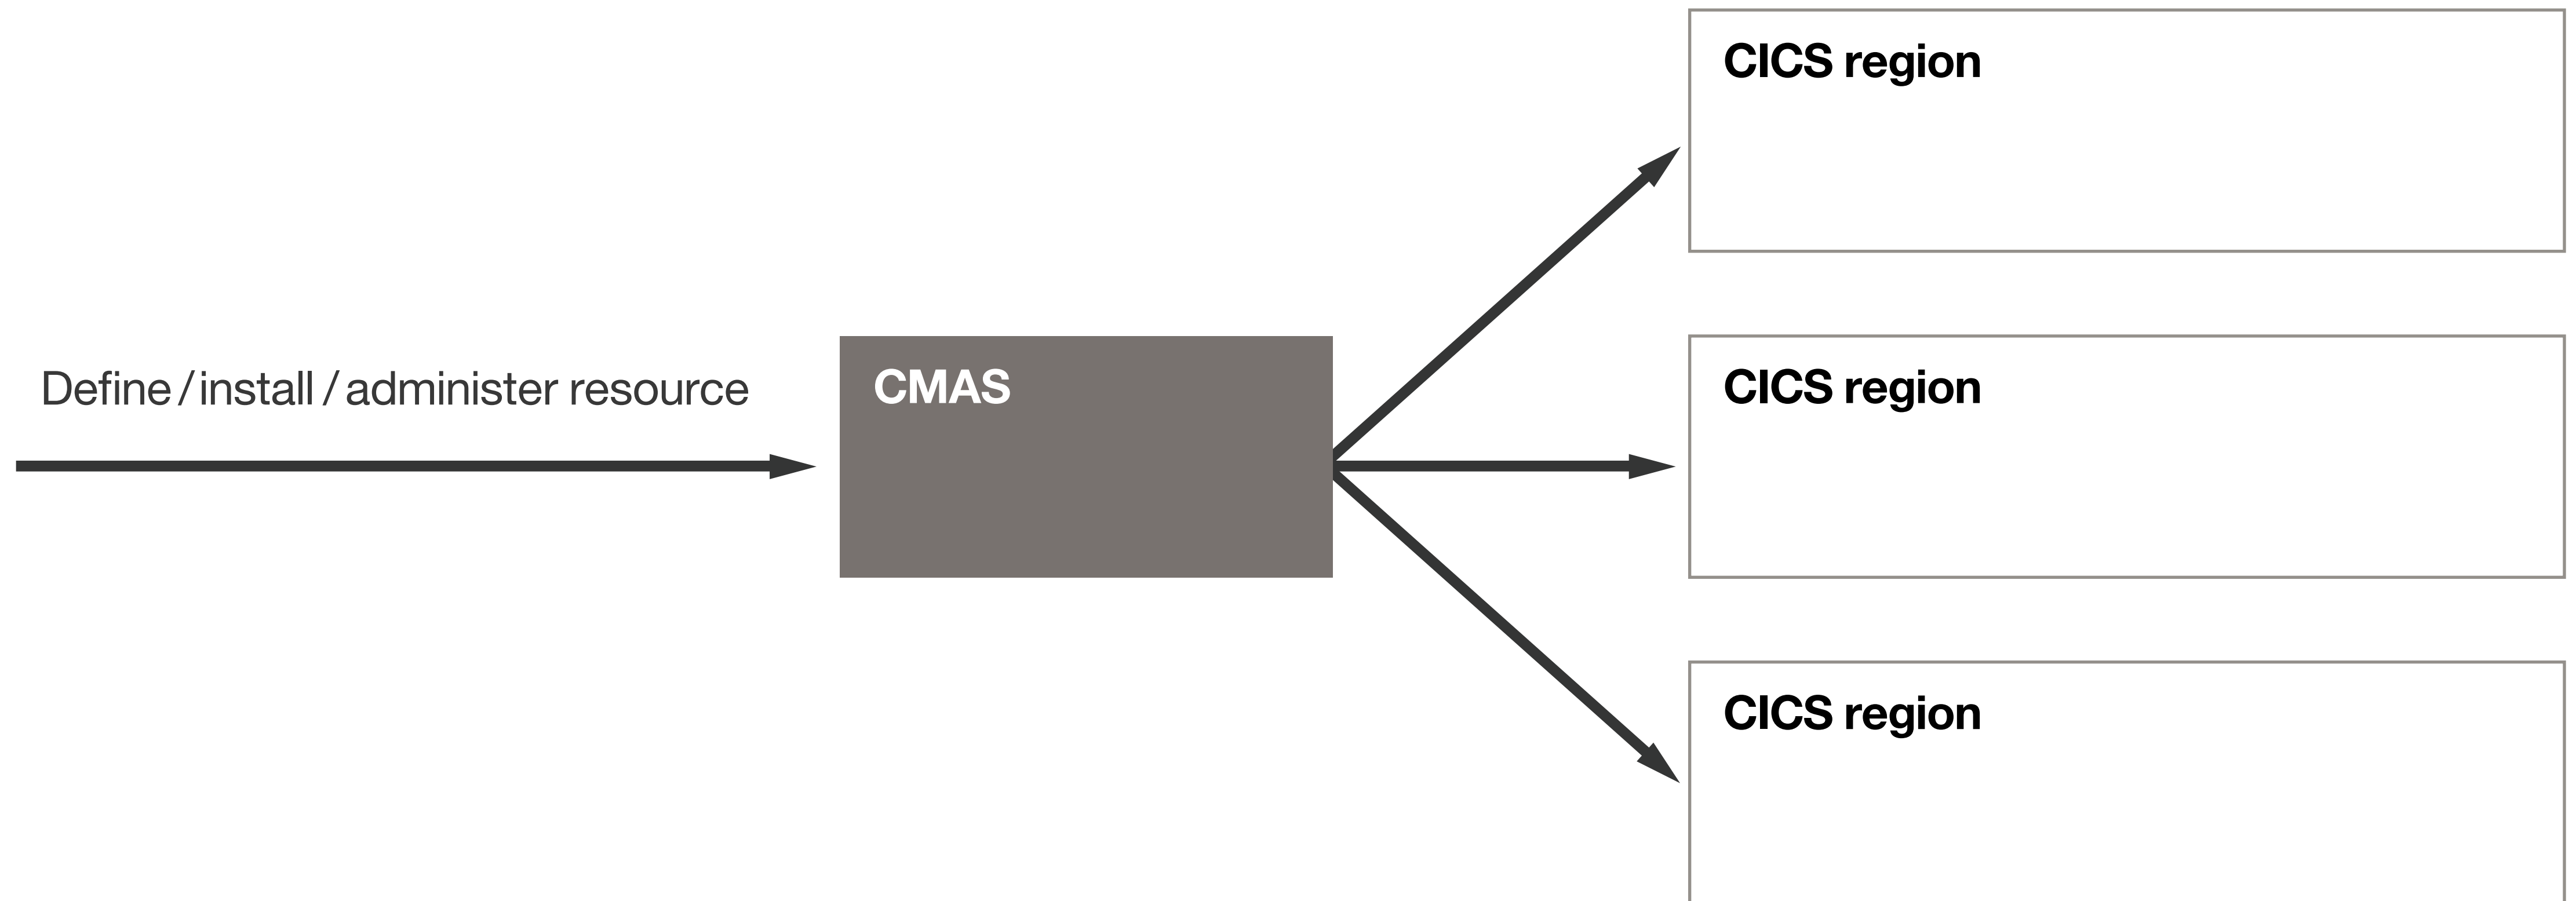 CICS region
Define / install / administer resource
CMAS
CICS region
CICS region